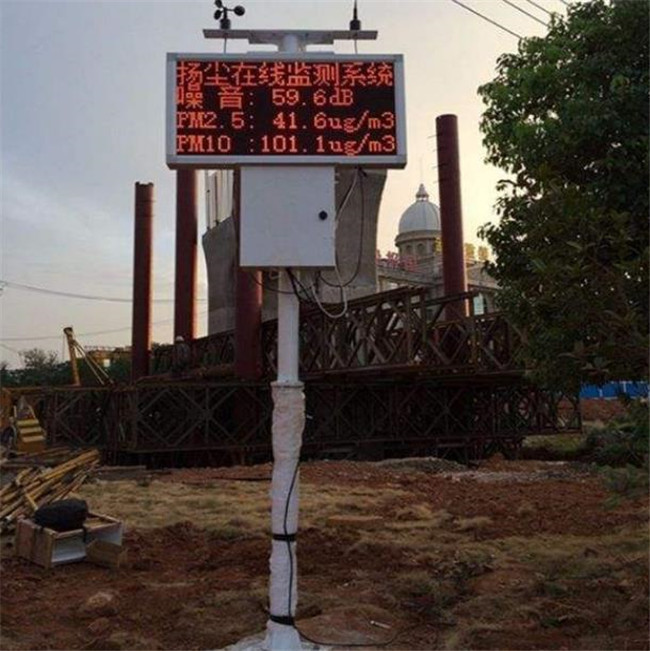 扬尘在线监测系统
噪 音: 59.6dB
PM2.5: 41.6ug/m3
PM10 :101.1ug/m3